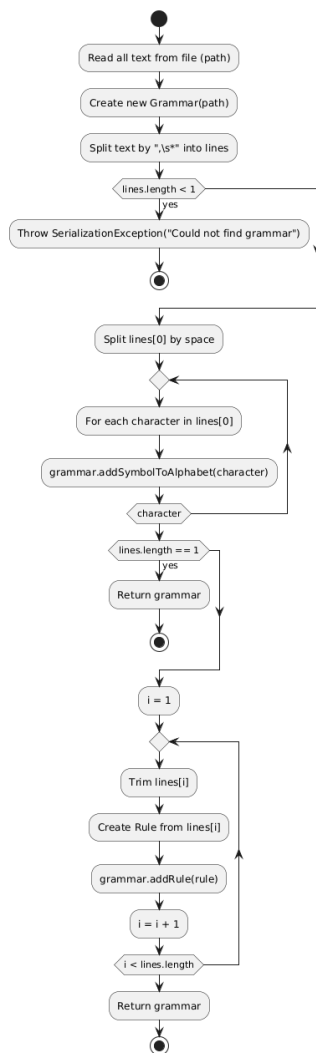 Read all text from file (path)
Create new Grammar(path)
Split text by ",\s*" into lines
lines.length < 1
yes
Throw SerializationException("Could not find grammar")
Split lines[0] by space
For each character in lines[0]
grammar.addSymbolToAlphabet(character)
character
lines.length == 1
yes
Return grammar
i = 1
Trim lines[i]
Create Rule from lines[i]
grammar.addRule(rule)
i = i + 1
i < lines.length
Return grammar